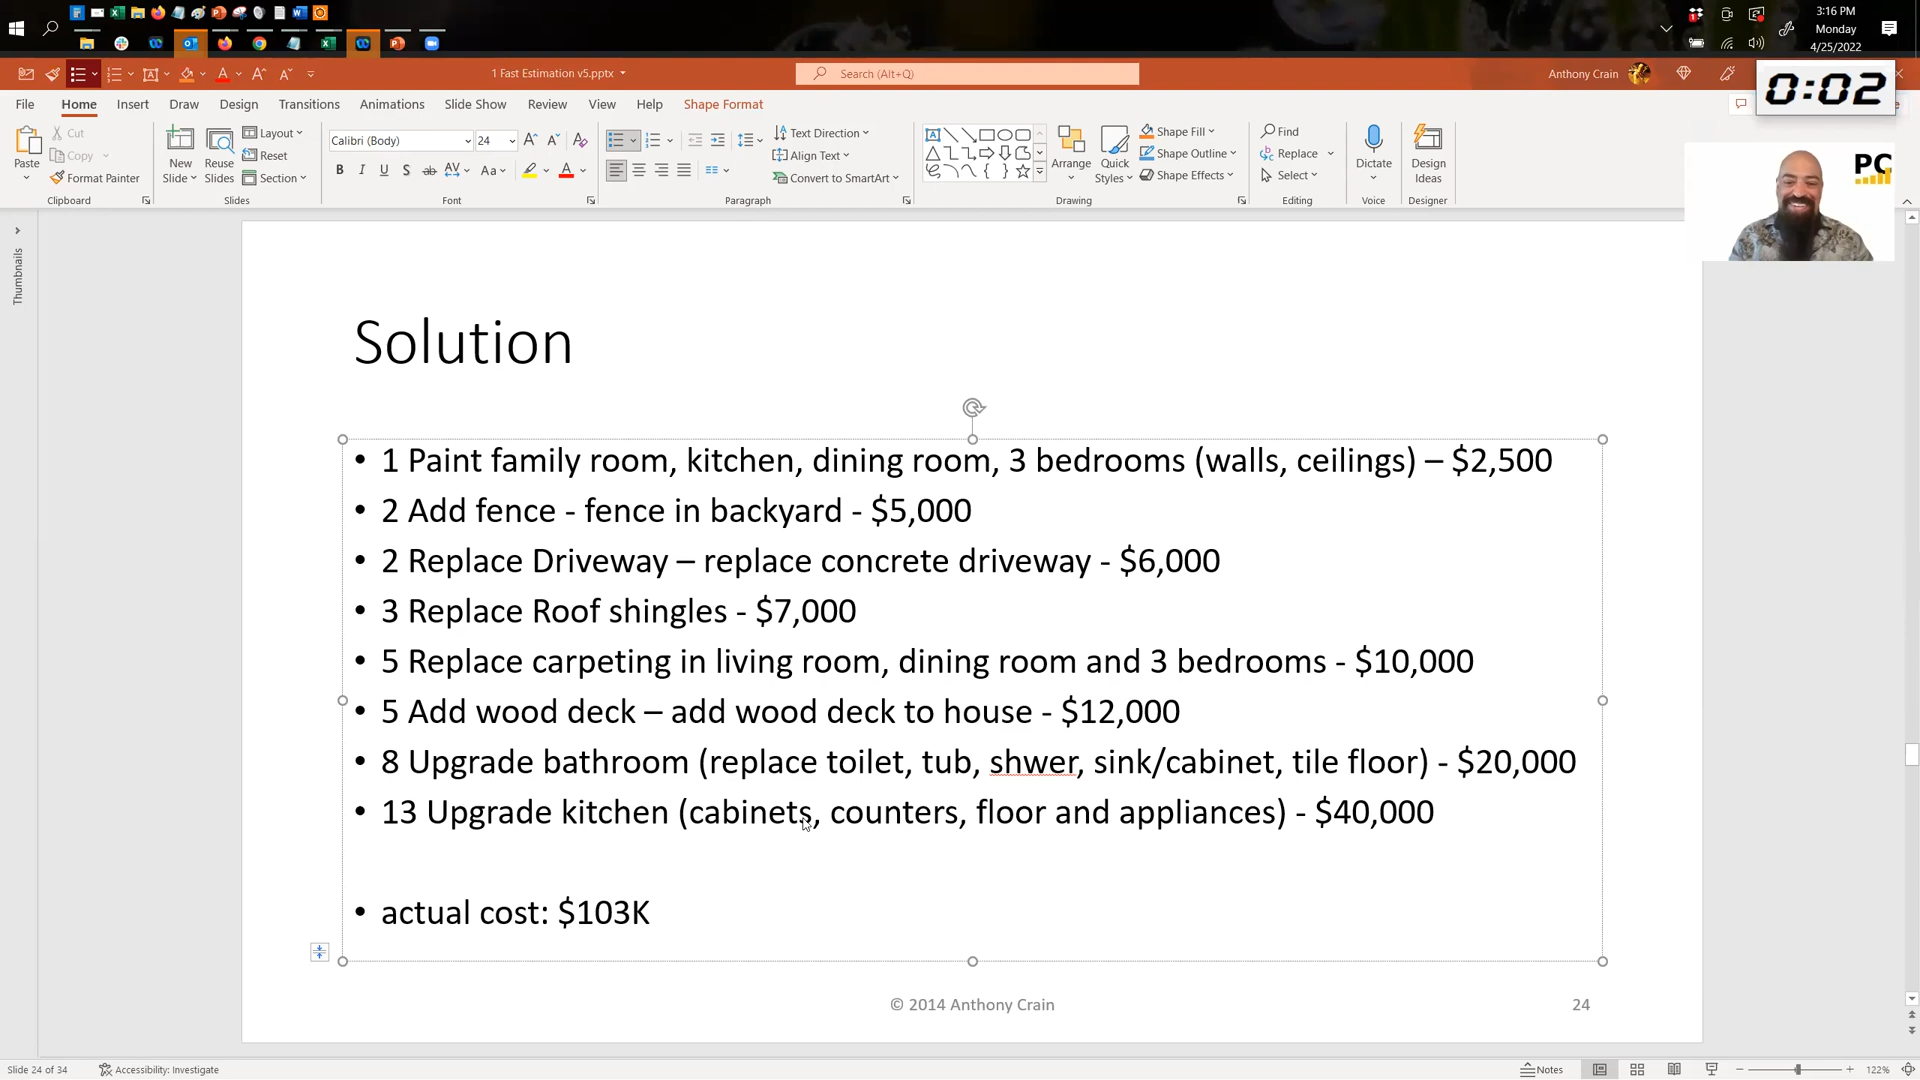 3:16 PM
Monday
4/25/2022
1 Fast Estimation v5.pptx
Search (Alt+Q)
Anthony Crain
0:02
File Home Insert Draw Design Transitions Animations Slide Show Review View Help Shape Format
Paste
Cut
Copy
Format Painter
Clipboard
New Slide
Reuse Slides
Layout
Reset
Section
Slides
Calibri (Body) 24
B I U S ab AV Aa A
Font
Text Direction
Align Text
Convert to SmartArt
Paragraph
Arrange
Quick Styles
Shape Fill
Shape Outline
Shape Effects
Drawing
Find
Replace
Select
Editing
Dictate
Voice
Design Ideas
Designer
PC
Thumbnails
Solution
• 1 Paint family room, kitchen, dining room, 3 bedrooms (walls, ceilings) – $2,500
• 2 Add fence - fence in backyard - $5,000
• 2 Replace Driveway – replace concrete driveway - $6,000
• 3 Replace Roof shingles - $7,000
• 5 Replace carpeting in living room, dining room and 3 bedrooms - $10,000
• 5 Add wood deck – add wood deck to house - $12,000
• 8 Upgrade bathroom (replace toilet, tub, shwer, sink/cabinet, tile floor) - $20,000
• 13 Upgrade kitchen (cabinets, counters, floor and appliances) - $40,000
• actual cost: $103K
© 2014 Anthony Crain
24
Slide 24 of 34
Accessibility: Investigate
Notes
122%